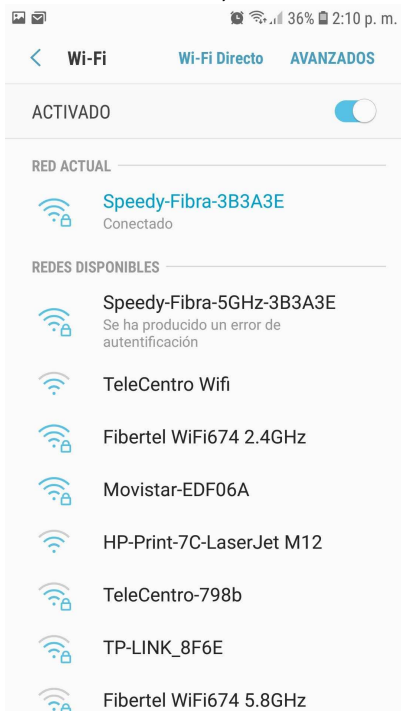 36% 2:10 p. m.
Wi-Fi Wi-Fi Directo AVANZADOS
ACTIVADO
RED ACTUAL
Speedy-Fibra-3B3A3E
Conectado
REDES DISPONIBLES
Speedy-Fibra-5GHz-3B3A3E
Se ha producido un error de
autentificación
TeleCentro Wifi
Fibertel WiFi674 2.4GHz
Movistar-EDF06A
HP-Print-7C-LaserJet M12
TeleCentro-798b
TP-LINK_8F6E
Fibertel WiFi674 5.8GHz